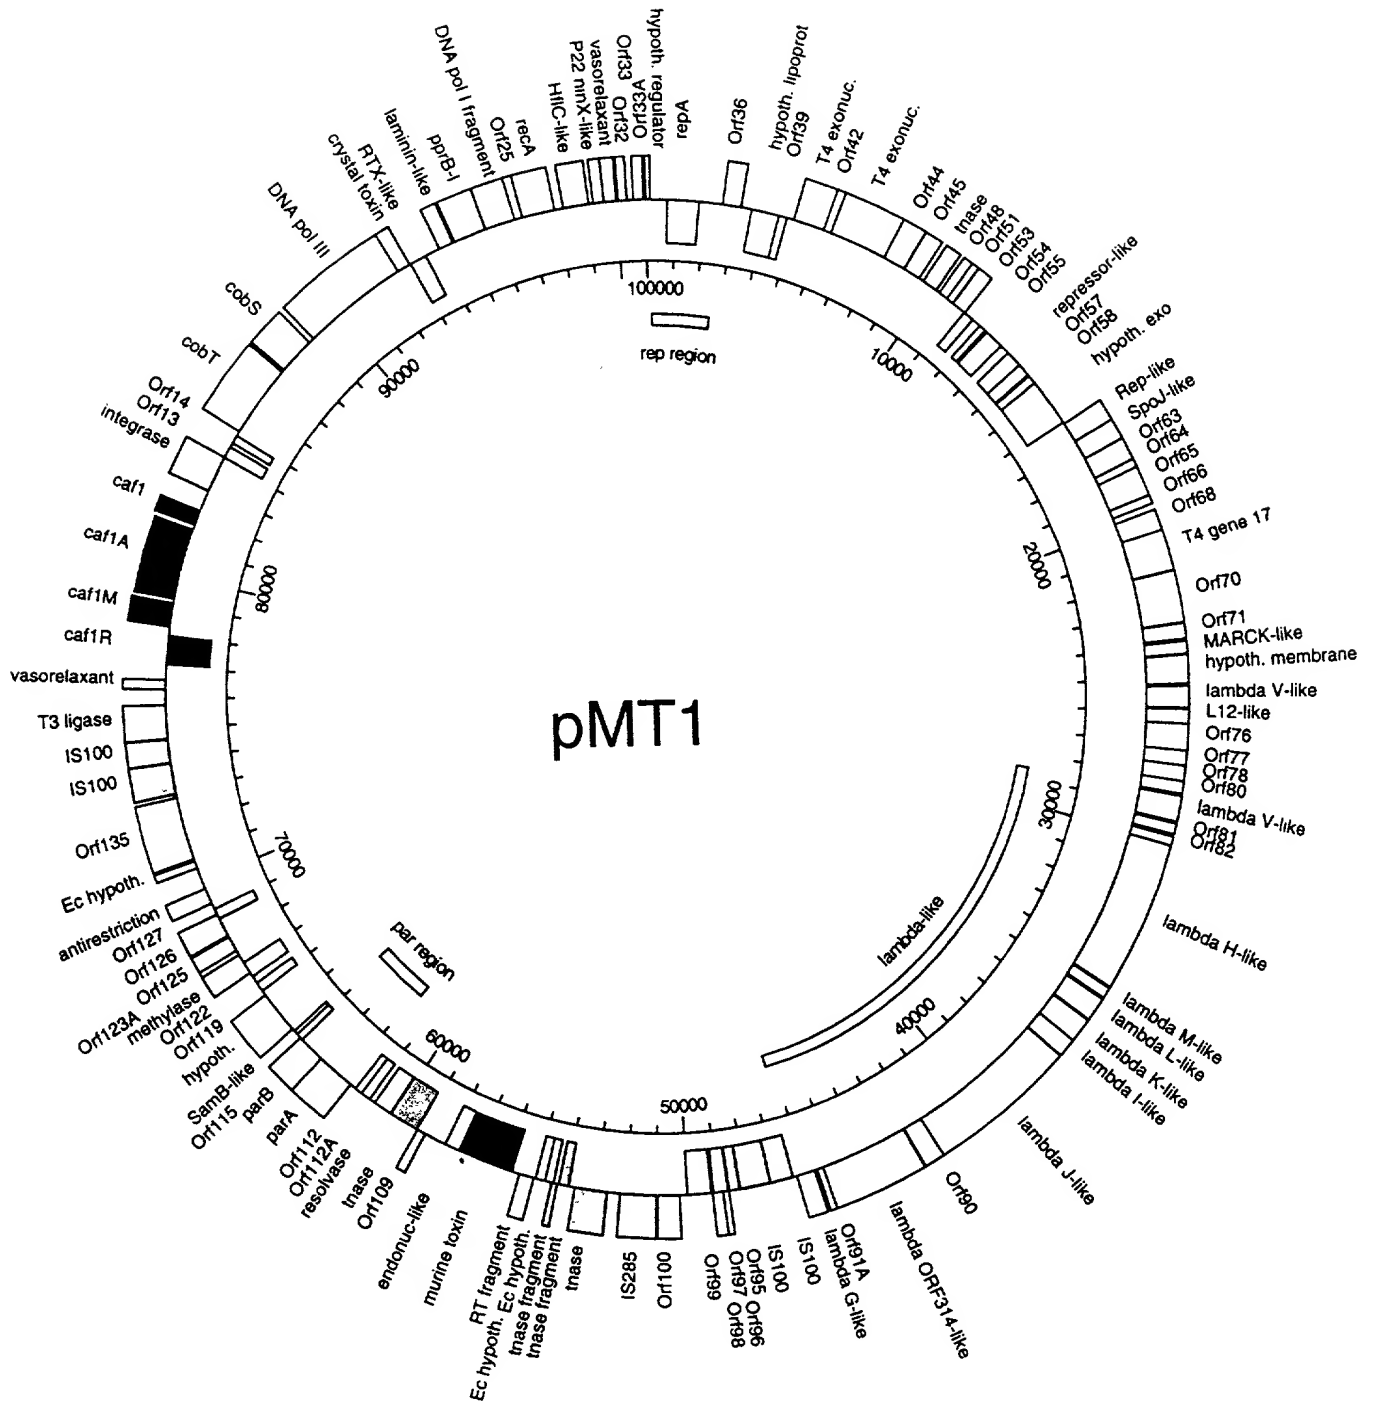 hypoth. regulator
repA
Orf36
hypoth. lipoprot
Orf39
T4 exonuc.
Orf42
T4 exonuc.
Orf44
Orf45
tnase
Orf48
Orf51
Orf53
Orf54
Orf55
repressor-like
Orf57
Orf58
hypoth. exo
Rep-like
SpoJ-like
Orf63
Orf64
Orf65
Orf66
Orf68
T4 gene 17
Orf70
Orf71
MARCK-like
hypoth. membrane
lambda V-like
L12-like
Orf76
Orf77
Orf78
Orf80
lambda V-like
Orf81
Orf82
lambda H-like
lambda M-like
lambda L-like
lambda K-like
lambda I-like
lambda J-like
Orf90
lambda ORF314-like
Orf91A
lambda G-like
IS100
IS100
Orf95 Orf96
Orf97 Orf98
Orf99
Orf100
IS285
tnase
tnase fragment
tnase fragment
Ec hypoth. Ec hypoth.
RT fragment
murine toxin
endonuc-like
Orf109
tnase
resolvase
Orf112A
Orf112
parA
parB
Orf115
SamB-like
hypoth.
Orf119
Orf122
methylase
Orf123A
Orf125
Orf126
Orf127
antirestriction
Ec hypoth.
Orf135
IS100
IS100
T3 ligase
vasorelaxant
caf1R
caf1M
caf1A
caf1
integrase
Orf13
Orf14
cobT
cobS
DNA pol III
crystal toxin
RTX-like
laminin-like
pprB-I
DNA pol I fragment
Orf25
recA
HflC-like
P22 ninX-like
vasorelaxant
Orf32
Orf33
Orf33A
100000
10000
20000
30000
40000
50000
60000
70000
80000
90000
rep region
lambda-like
par region
pMT1